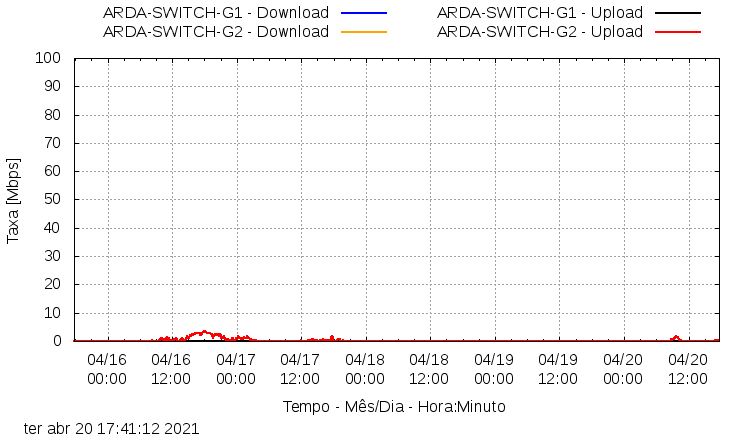 ARDA-SWITCH-G1 - Download ARDA-SWITCH-G1 - Upload
ARDA-SWITCH-G2 - Download ARDA-SWITCH-G2 - Upload
100
90
80
70
60
50
40
30
20
10
0
Taxa [Mbps]
04/16 04/16 04/17 04/17 04/18 04/18 04/19 04/19 04/20 04/20
00:00 12:00 00:00 12:00 00:00 12:00 00:00 12:00 00:00 12:00
Tempo - Mês/Dia - Hora:Minuto
ter abr 20 17:41:12 2021